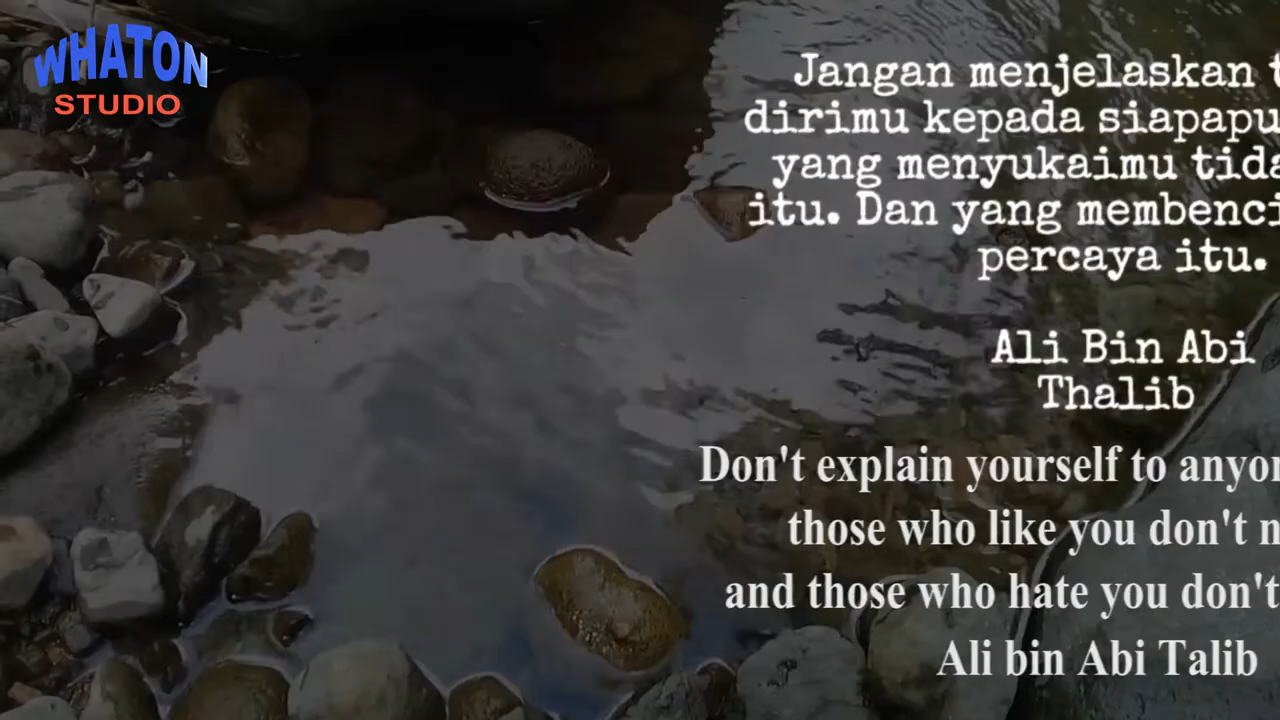 WHATON
STUDIO
Jangan menjelaskan
dirimu kepada
yang menyukaimu
itu. Dan yang
percaya itu.
Ali Bin Abi
Thalib
Don't explain yourself to
those who like you don't
and those who hate you don't
Ali bin Abi Talib